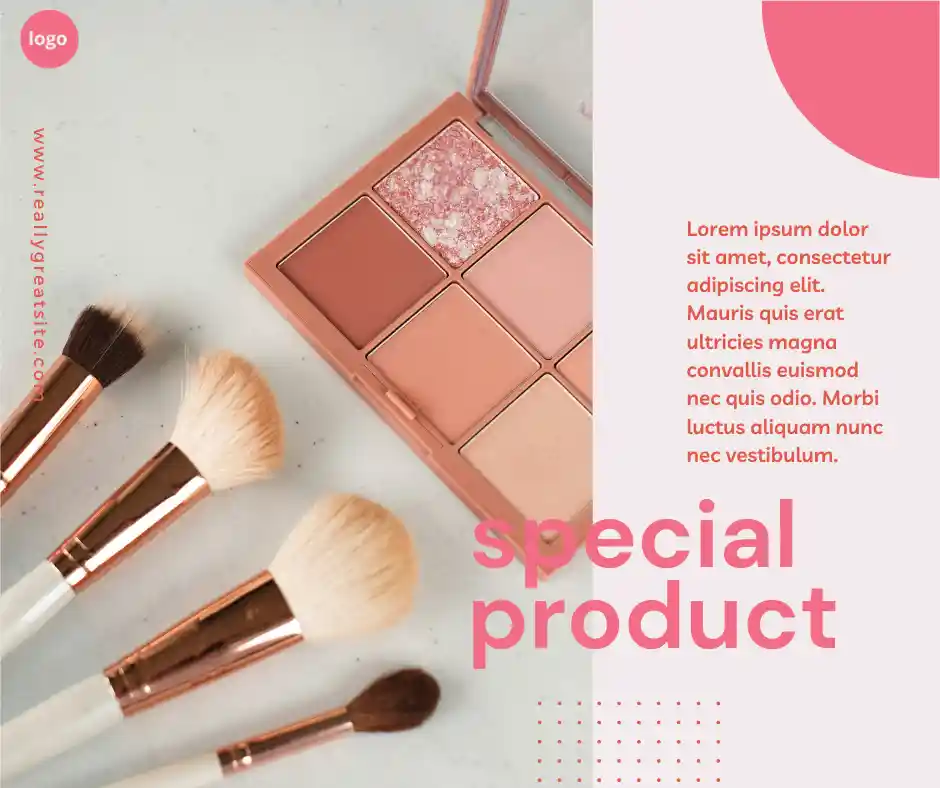 logo
www.reallygreatsite.com
Lorem ipsum dolor
sit amet, consectetur
adipiscing elit.
Mauris quis erat
ultricies magna
convallis euismod
nec quis odio. Morbi
luctus aliquam nunc
nec vestibulum.
special
product